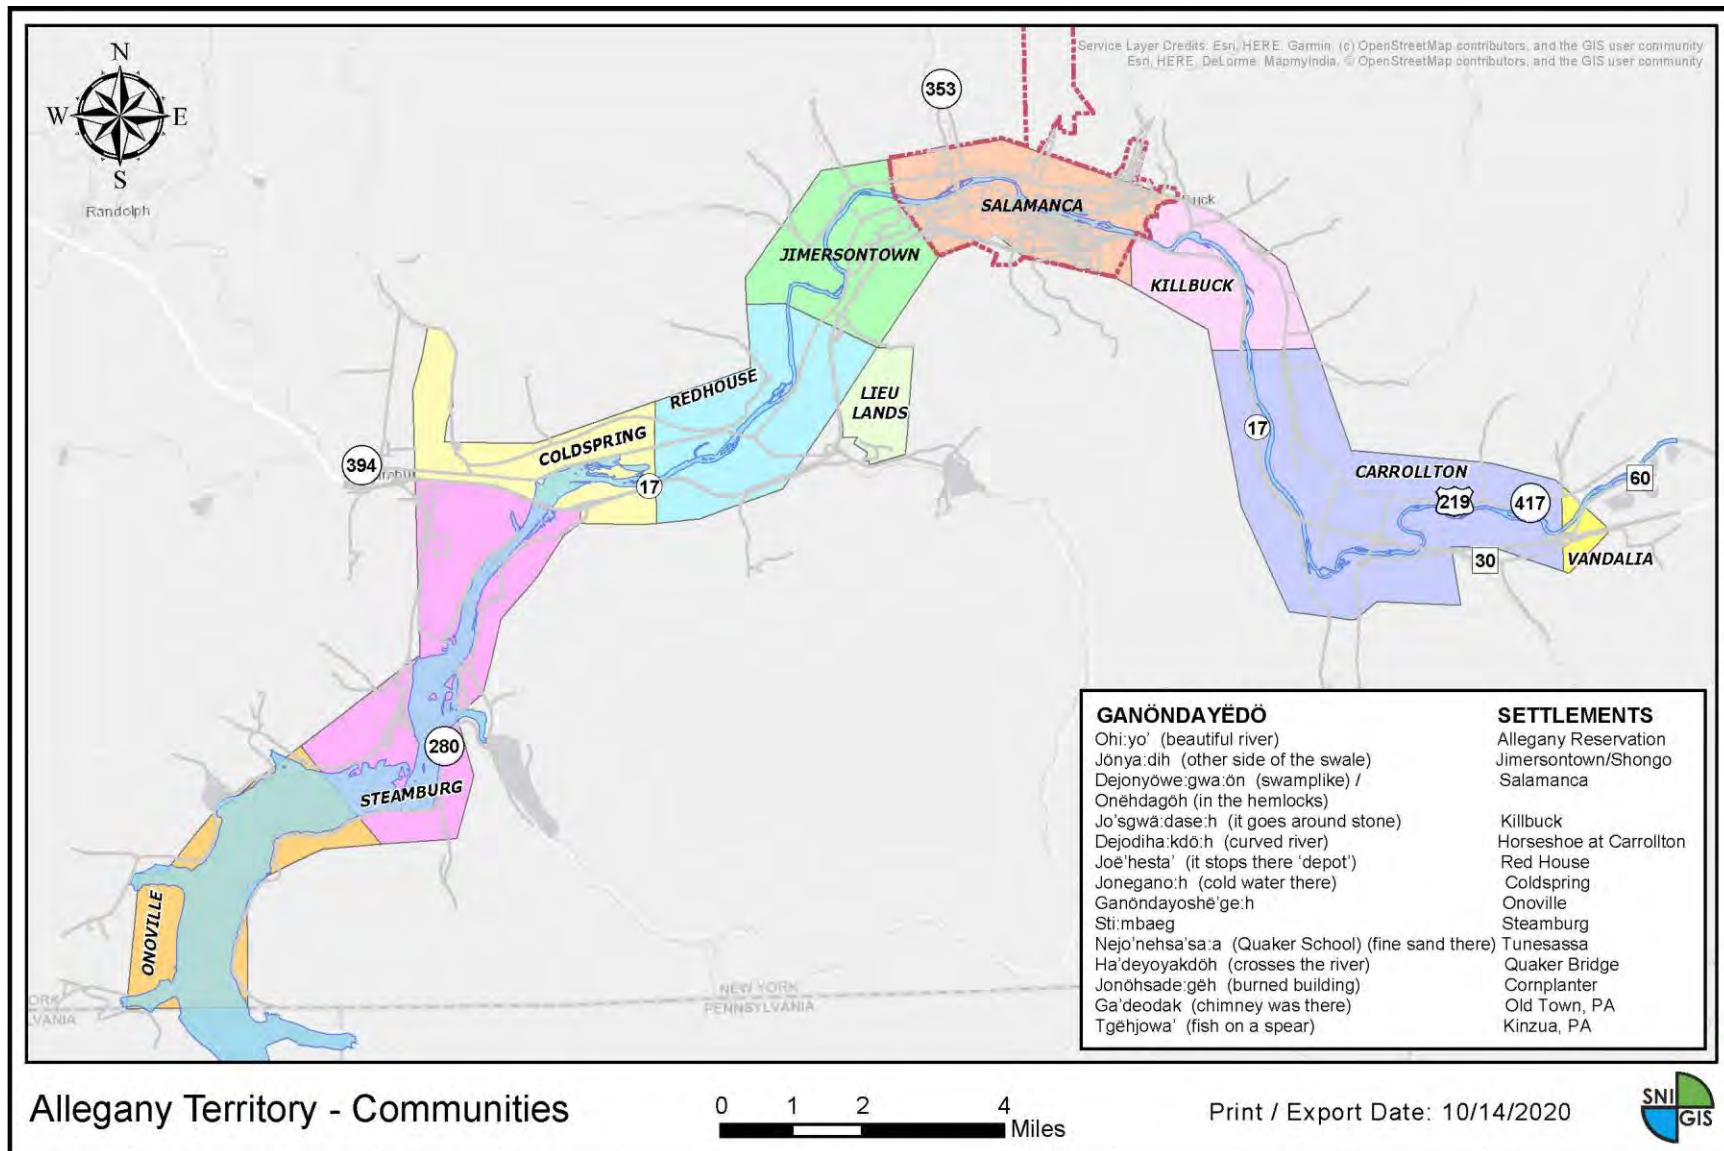 Service Layer Credits: Esri, HERE, Garmin, (c) OpenStreetMap contributors, and the GIS user community
Esri, HERE, DeLorme, MapmyIndia, © OpenStreetMap contributors, and the GIS user community
N
W E
S
353
Randolph
SALAMANCA
JIMERSONTOWN
KILLBUCK
REDHOUSE
LIEU
LANDS
COLDSPRING
394
17
17
CARROLLTON
60
219
417
30
VANDALIA
280
STEAMBURG
ONOVILLE
NEW YORK
PENNSYLVANIA
GANÖNDAYËDÖ SETTLEMENTS
Ohi:yo' (beautiful river) Allegany Reservation
Jönya:dih (other side of the swale) Jimersontown/Shongo
Dejonyöwe:gwa:ön (swamplike) / Salamanca
Onëhdagöh (in the hemlocks)
Jo'sgwä:dase:h (it goes around stone) Killbuck
Dejodiha:kdö:h (curved river) Horseshoe at Carrollton
Joë'hesta' (it stops there 'depot') Red House
Jonegano:h (cold water there) Coldspring
Ganöndayoshë'ge:h Onoville
Sti:mbaeg Steamburg
Nejo'nehsa'sa:a (Quaker School) (fine sand there) Tunesassa
Ha'deyoyakdöh (crosses the river) Quaker Bridge
Jonöhsade:gëh (burned building) Cornplanter
Ga'deodak (chimney was there) Old Town, PA
Tgëhjowa' (fish on a spear) Kinzua, PA
Allegany Territory - Communities
0 1 2 4
Miles
Print / Export Date: 10/14/2020
SNI
GIS